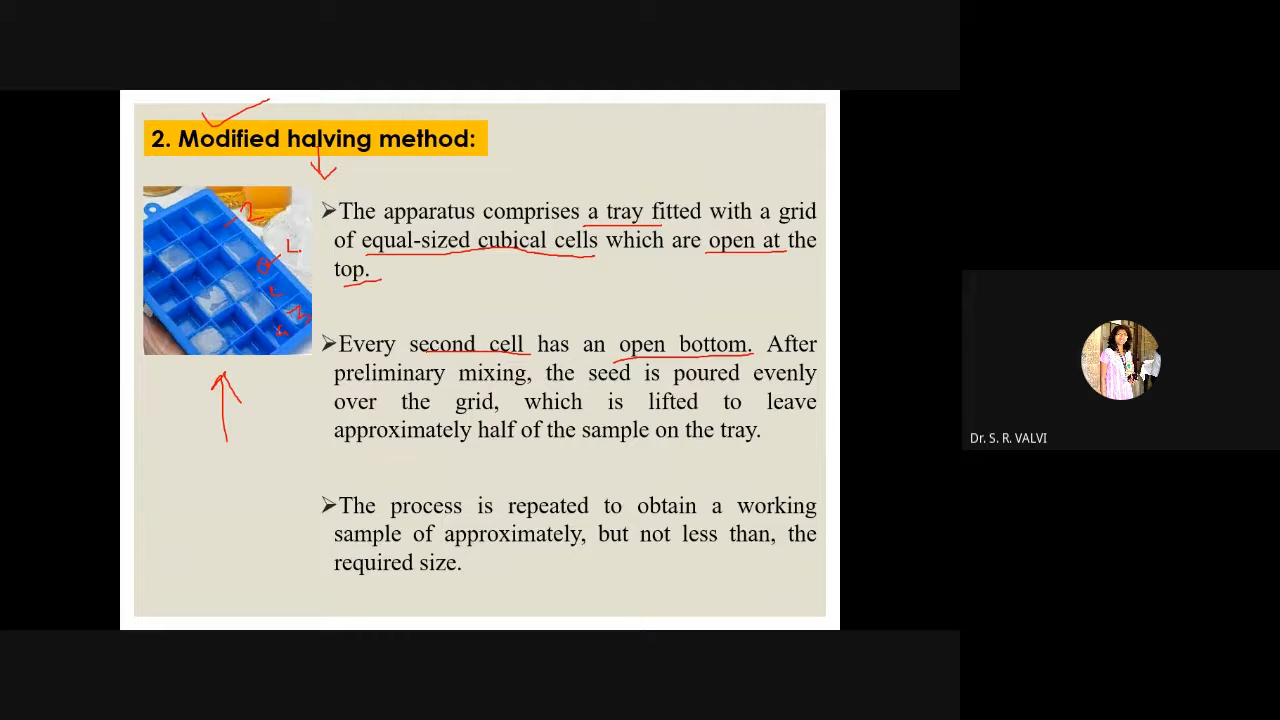 2. Modified halving method:
➢The apparatus comprises a tray fitted with a grid
of equal-sized cubical cells which are open at the
top.
➢Every second cell has an open bottom. After
preliminary mixing, the seed is poured evenly
over the grid, which is lifted to leave
approximately half of the sample on the tray.
➢The process is repeated to obtain a working
sample of approximately, but not less than, the
required size.
Dr. S. R. VALVI